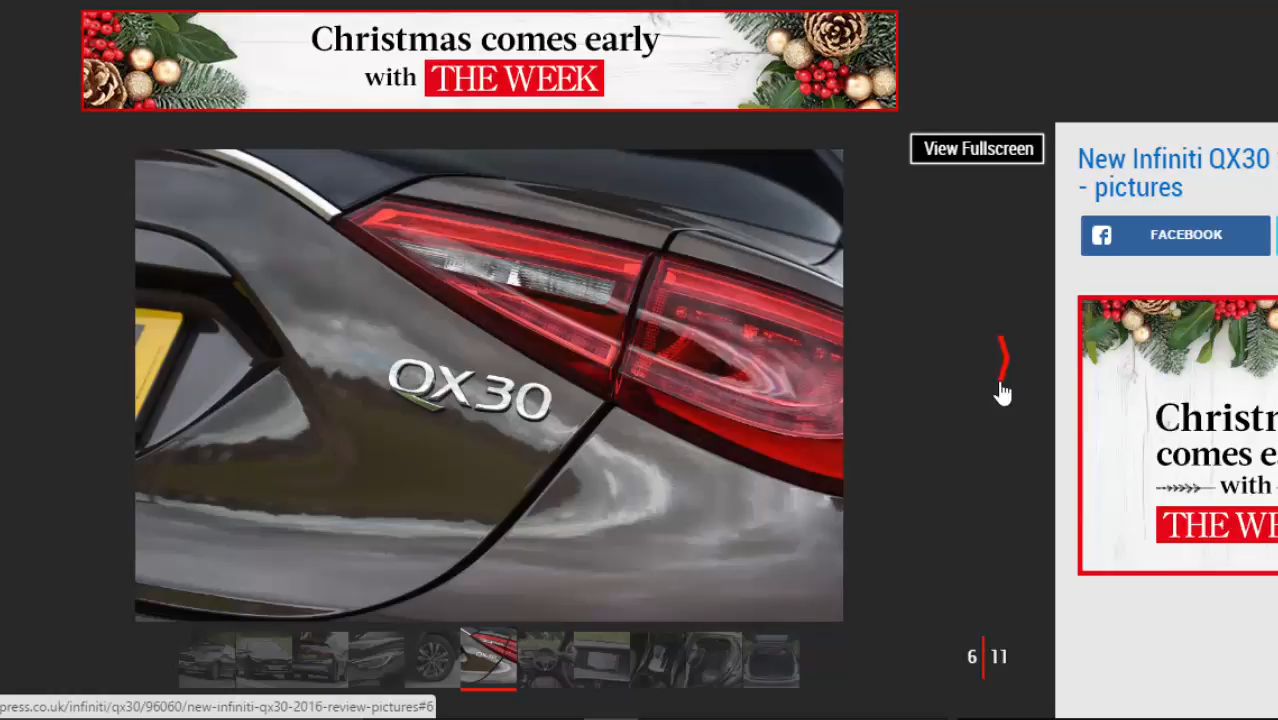 Christmas comes early
with THE WEEK
View Fullscreen
New Infiniti QX30
- pictures
FACEBOOK
QX30
Christm
comes e
with
THE WE
6 11
press.co.uk/infiniti/qx30/96060/new-infiniti-qx30-2016-review-pictures#6